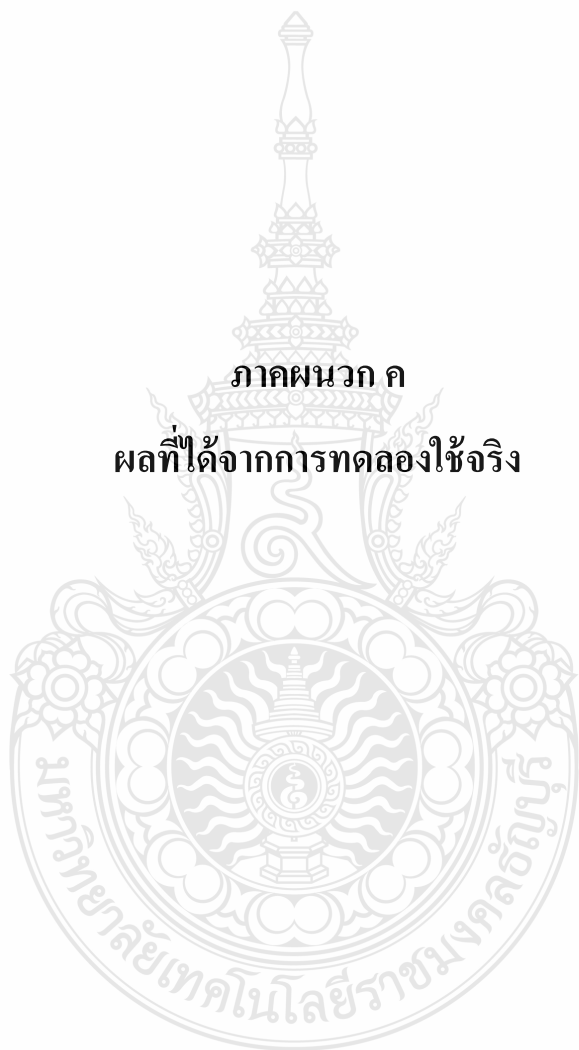 ภาคผนวก ค
ผลที่ได้จากการทดลองใช้จริง
มหาวิทยาลัยเทคโนโลยีราชมงคลธัญบุรี